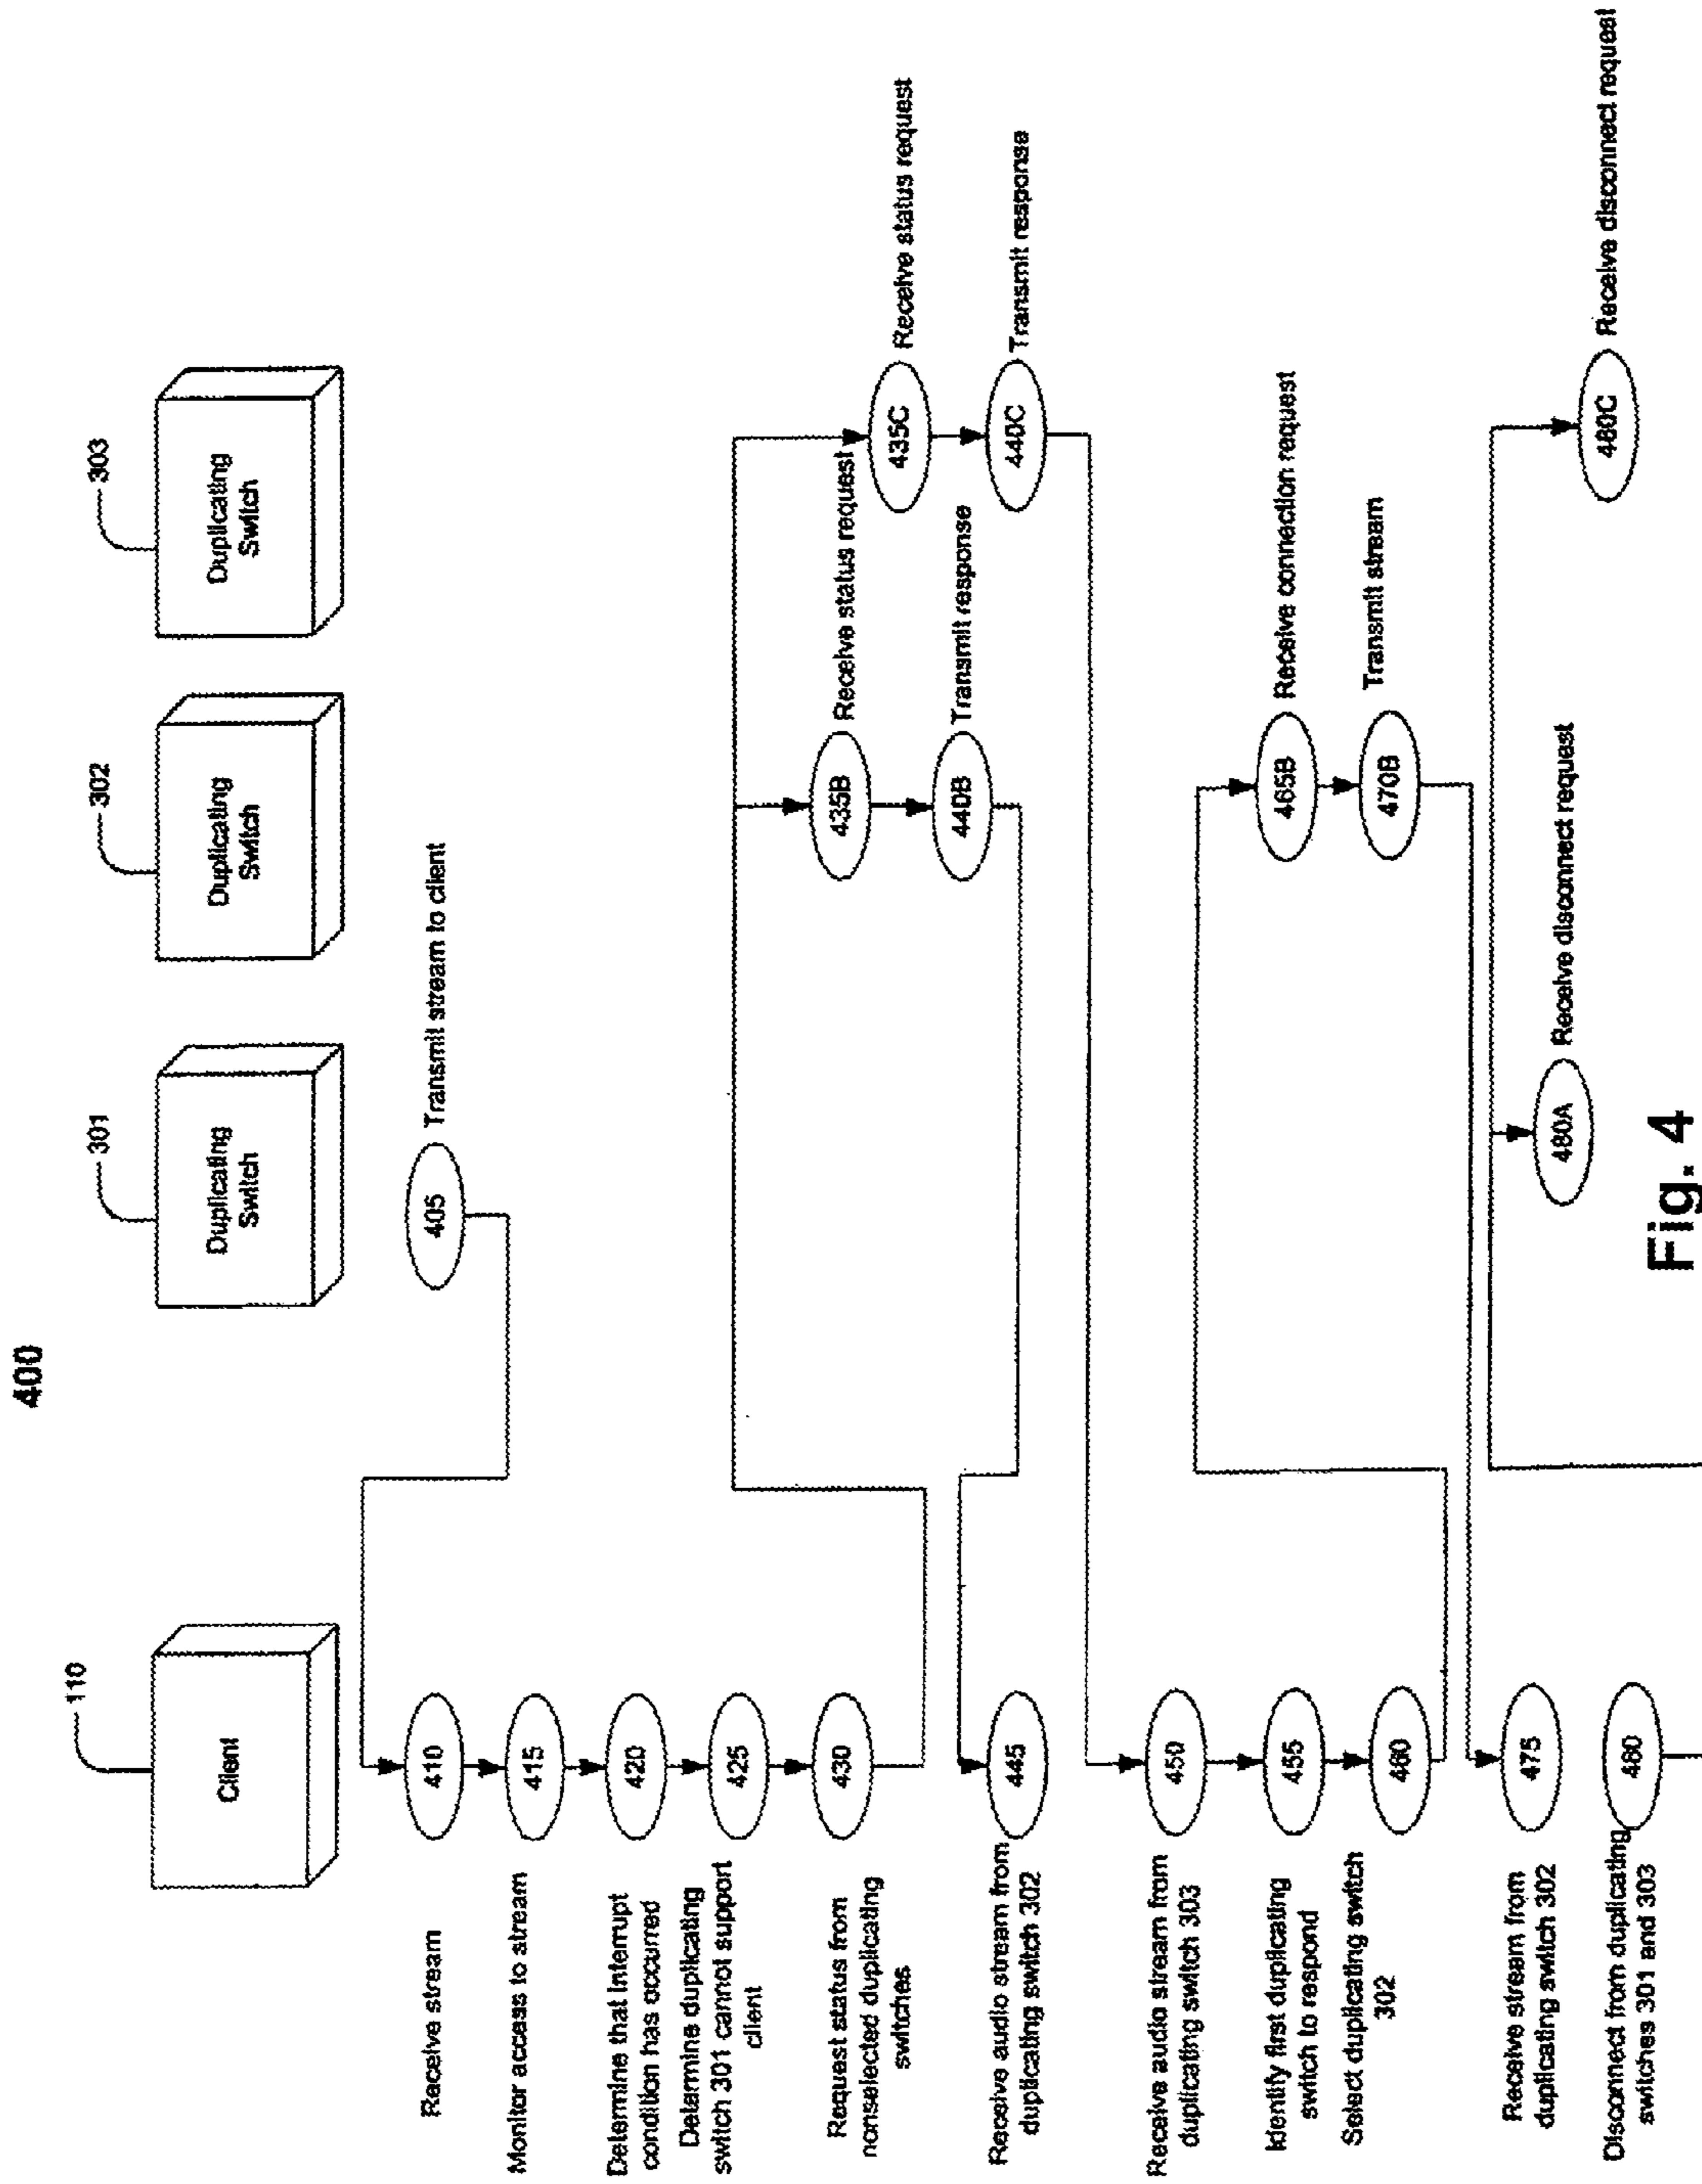 400
110
Client
301
Duplicating
Switch
302
Duplicating
Switch
303
Duplicating
Switch
405
Transmit stream to client
Receive stream
410
Monitor access to stream
415
Determine that interrupt
condition has occurred
420
Determine duplicating
switch 301 cannot support
client
425
Request status from
nonselected duplicating
switches
430
435B
Receive status request
435C
Receive status request
440B
Transmit response
440C
Transmit response
Receive audio stream from
duplicating switch 302
445
Receive audio stream from
duplicating switch 303
450
Identify first duplicating
switch to respond
455
Select duplicating switch
302
460
465B
Receive connection request
470B
Transmit stream
Receive stream from
duplicating switch 302
475
Disconnect from duplicating
switches 301 and 303
480
480A
Receive disconnect request
480C
Receive disconnect request
Fig. 4